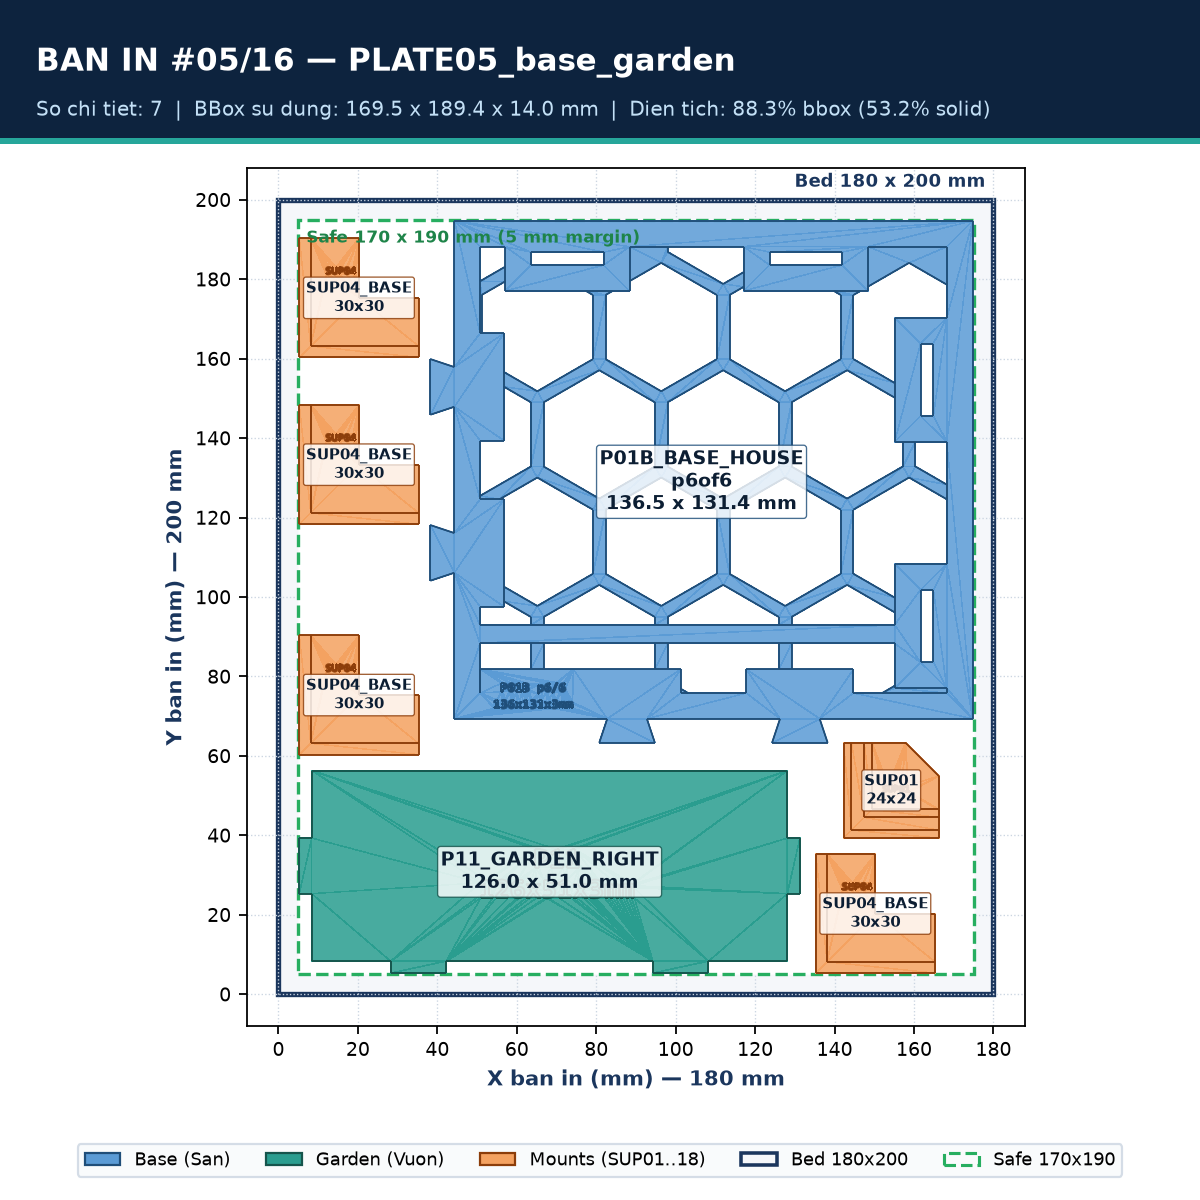 BAN IN #05/16 — PLATE05_base_garden
So chi tiet: 7 | BBox su dung: 169.5 x 189.4 x 14.0 mm | Dien tich: 88.3% bbox (53.2% solid)
Bed 180 x 200 mm
Safe 170 x 190 mm (5 mm margin)
SUP04
SUP04_BASE
30x30
SUP04
SUP04_BASE
30x30
P01B_BASE_HOUSE
p6of6
136.5 x 131.4 mm
SUP04
SUP04_BASE
30x30
P01B p6/6
136x131x3mm
SUP01
24x24
P11_GARDEN_RIGHT
126.0 x 51.0 mm
SUP04
SUP04_BASE
30x30
200
180
160
140
120
100
80
60
40
20
0
Y ban in (mm) — 200 mm
0 20 40 60 80 100 120 140 160 180
X ban in (mm) — 180 mm
Base (San) Garden (Vuon) Mounts (SUP01..18) Bed 180x200 Safe 170x190